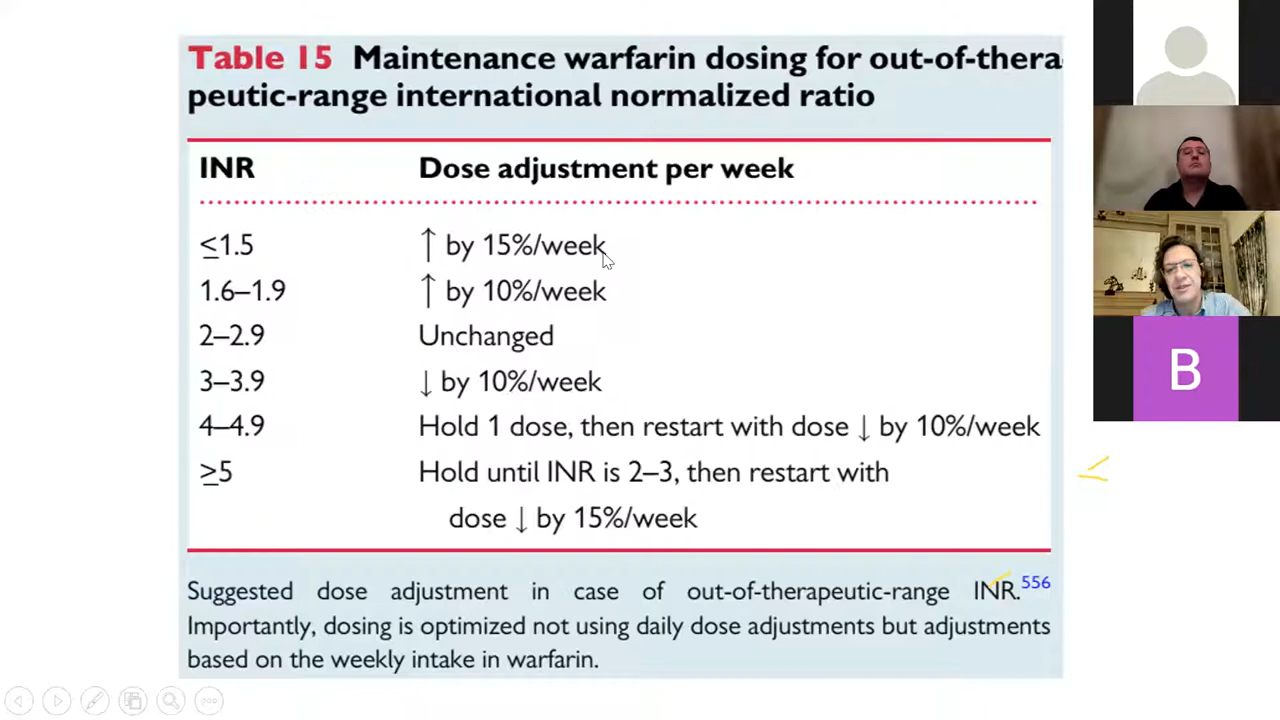 Table 15 Maintenance warfarin dosing for out-of-thera
peutic-range international normalized ratio
INR Dose adjustment per week
≤1.5 ↑ by 15%/week
1.6–1.9 ↑ by 10%/week
2–2.9 Unchanged
3–3.9 ↓ by 10%/week
4–4.9 Hold 1 dose, then restart with dose ↓ by 10%/week
≥5 Hold until INR is 2–3, then restart with
dose ↓ by 15%/week
Suggested dose adjustment in case of out-of-therapeutic-range INR.556
Importantly, dosing is optimized not using daily dose adjustments but adjustments
based on the weekly intake in warfarin.
B